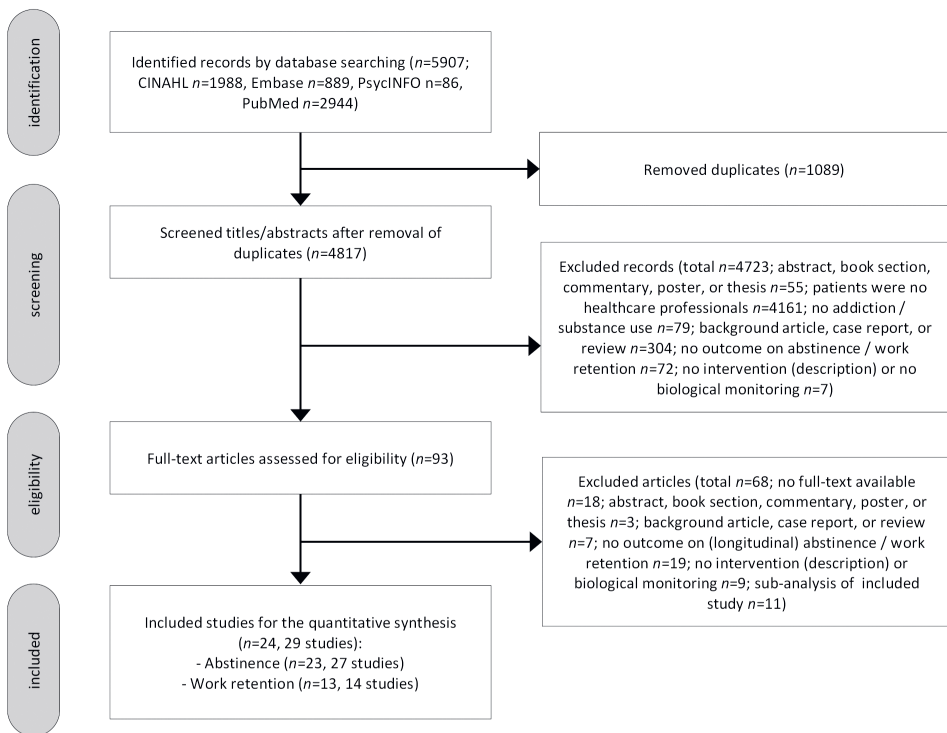 identification
Identified records by database searching (n=5907;
CINAHL n=1988, Embase n=889, PsycINFO n=86,
PubMed n=2944)
Removed duplicates (n=1089)
screening
Screened titles/abstracts after removal of
duplicates (n=4817)
Excluded records (total n=4723; abstract, book section,
commentary, poster, or thesis n=55; patients were no
healthcare professionals n=4161; no addiction /
substance use n=79; background article, case report, or
review n=304; no outcome on abstinence / work
retention n=72; no intervention (description) or no
biological monitoring n=7)
eligibility
Full-text articles assessed for eligibility (n=93)
Excluded articles (total n=68; no full-text available
n=18; abstract, book section, commentary, poster, or
thesis n=3; background article, case report, or review
n=7; no outcome on (longitudinal) abstinence / work
retention n=19; no intervention (description) or
biological monitoring n=9; sub-analysis of included
study n=11)
included
Included studies for the quantitative synthesis
(n=24, 29 studies):
- Abstinence (n=23, 27 studies)
- Work retention (n=13, 14 studies)